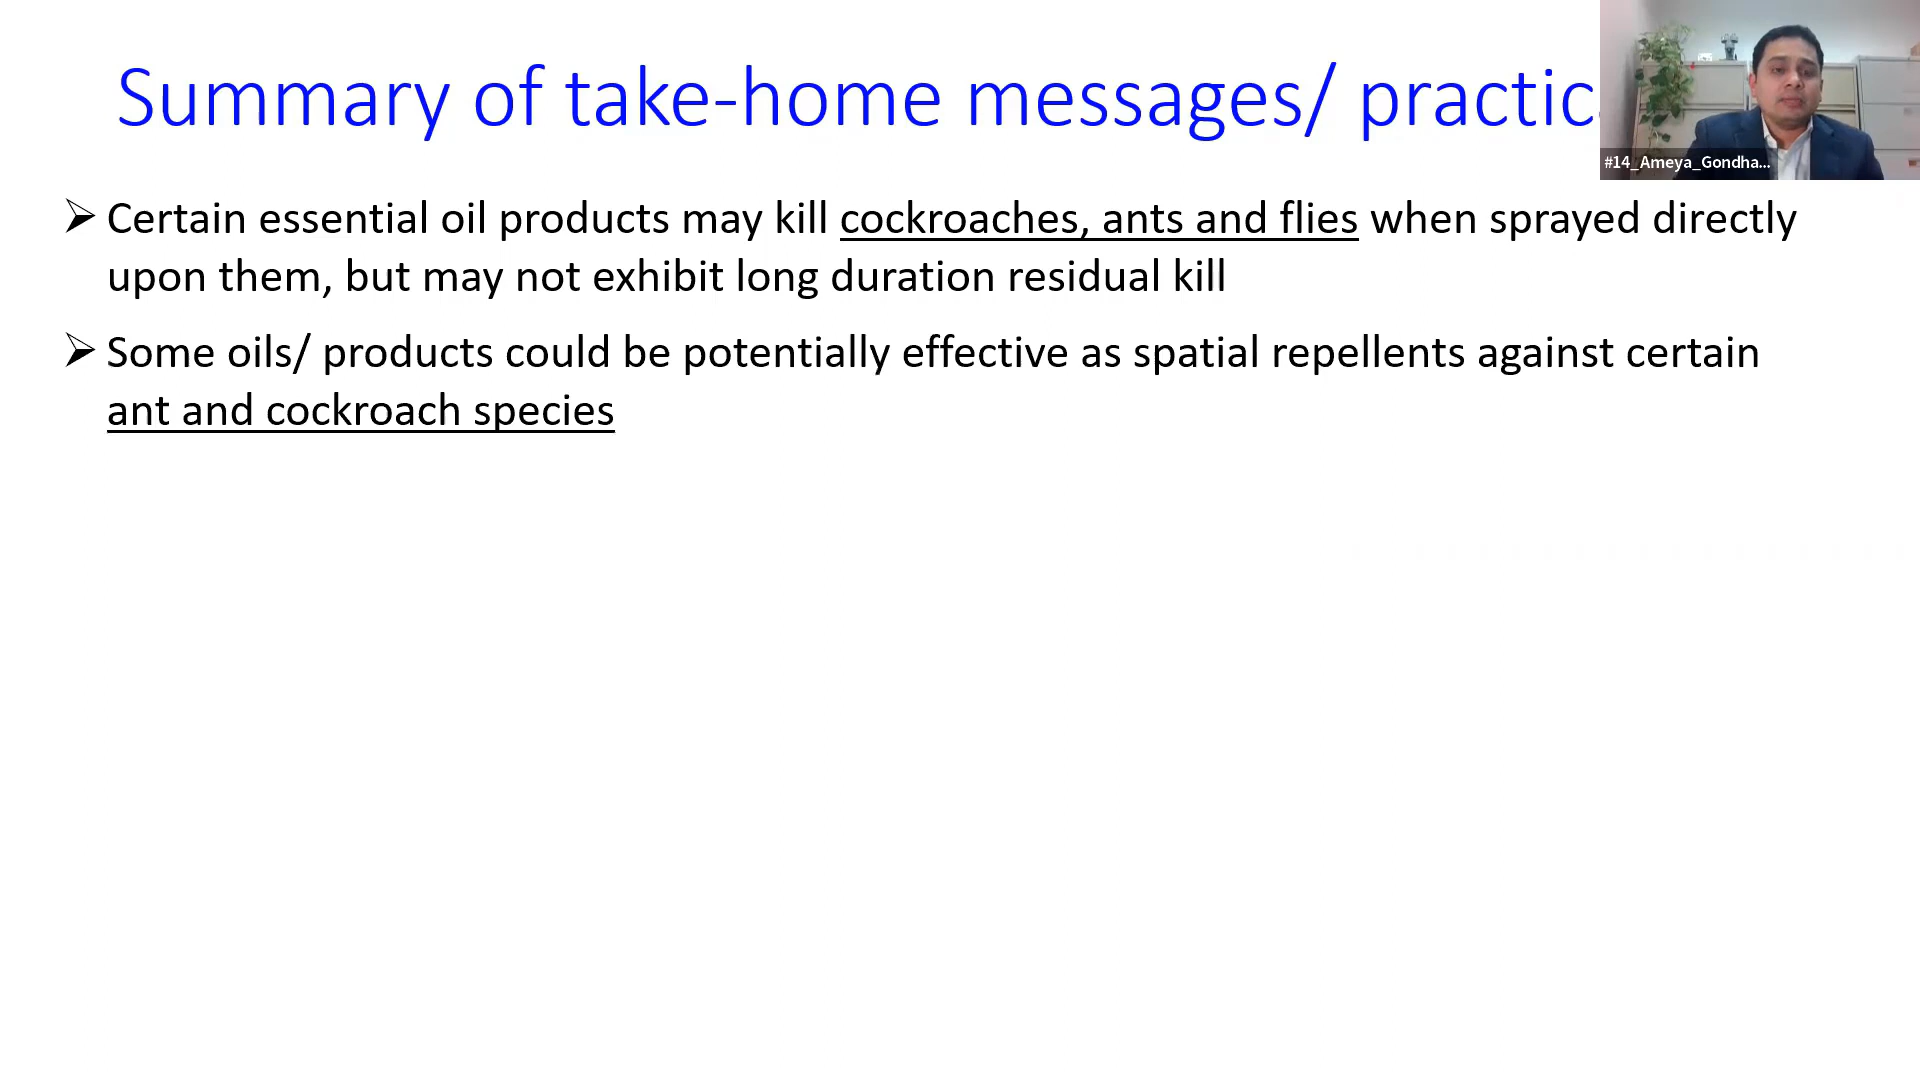 Summary of take-home messages/ practic
#14_Ameya_Gondha...
➢ Certain essential oil products may kill cockroaches, ants and flies when sprayed directly
upon them, but may not exhibit long duration residual kill
➢ Some oils/ products could be potentially effective as spatial repellents against certain
ant and cockroach species